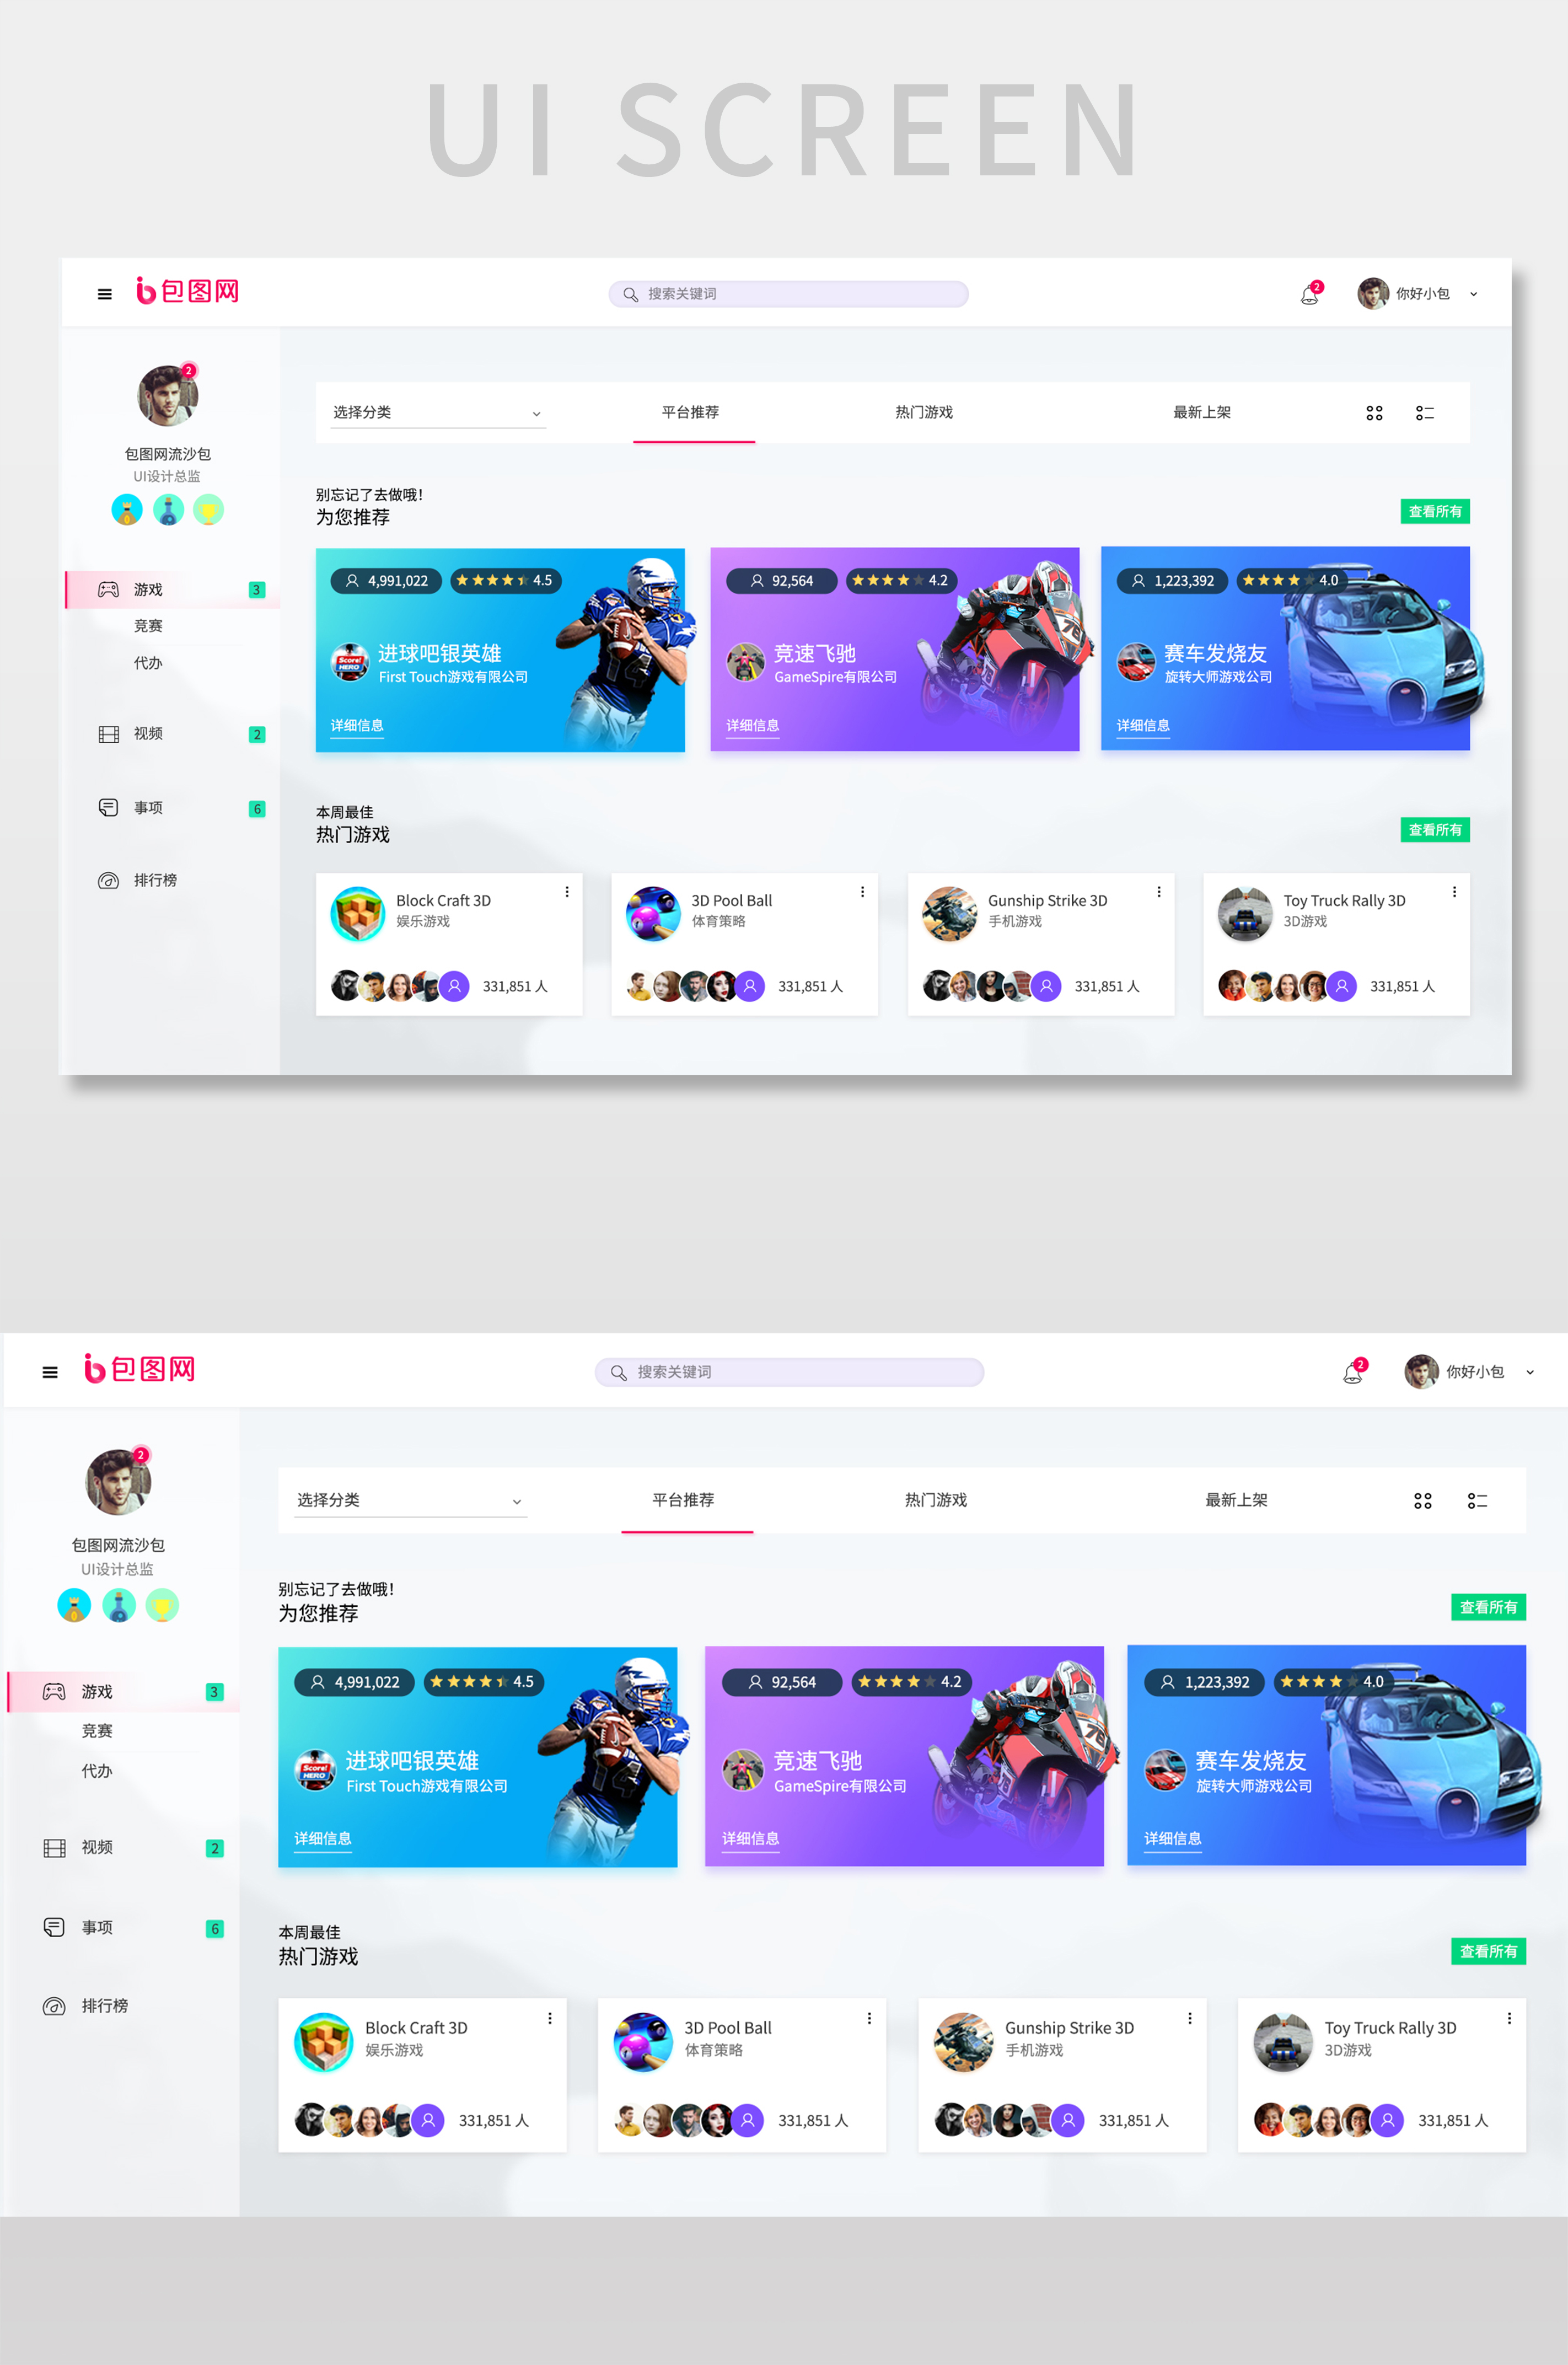 UI SCREEN
包图网
搜索关键词
2
你好小包
2
包图网流沙包
UI设计总监
游戏 3
竞赛
代办
视频 2
事项 6
排行榜
选择分类 平台推荐 热门游戏 最新上架
别忘记了去做哦!
为您推荐
查看所有
4,991,022 4.5
Score! HERO
进球吧银英雄
First Touch游戏有限公司
14
详细信息
92,564 4.2
竞速飞驰
GameSpire有限公司
76
详细信息
1,223,392 4.0
赛车发烧友
旋转大师游戏公司
详细信息
本周最佳
热门游戏
查看所有
Block Craft 3D
娱乐游戏
331,851 人
3D Pool Ball
体育策略
331,851 人
Gunship Strike 3D
手机游戏
331,851 人
Toy Truck Rally 3D
3D游戏
331,851 人
包图网
搜索关键词
2
你好小包
2
包图网流沙包
UI设计总监
游戏 3
竞赛
代办
视频 2
事项 6
排行榜
选择分类 平台推荐 热门游戏 最新上架
别忘记了去做哦!
为您推荐
查看所有
4,991,022 4.5
Score! HERO
进球吧银英雄
First Touch游戏有限公司
14
详细信息
92,564 4.2
竞速飞驰
GameSpire有限公司
76
详细信息
1,223,392 4.0
赛车发烧友
旋转大师游戏公司
详细信息
本周最佳
热门游戏
查看所有
Block Craft 3D
娱乐游戏
331,851 人
3D Pool Ball
体育策略
331,851 人
Gunship Strike 3D
手机游戏
331,851 人
Toy Truck Rally 3D
3D游戏
331,851 人